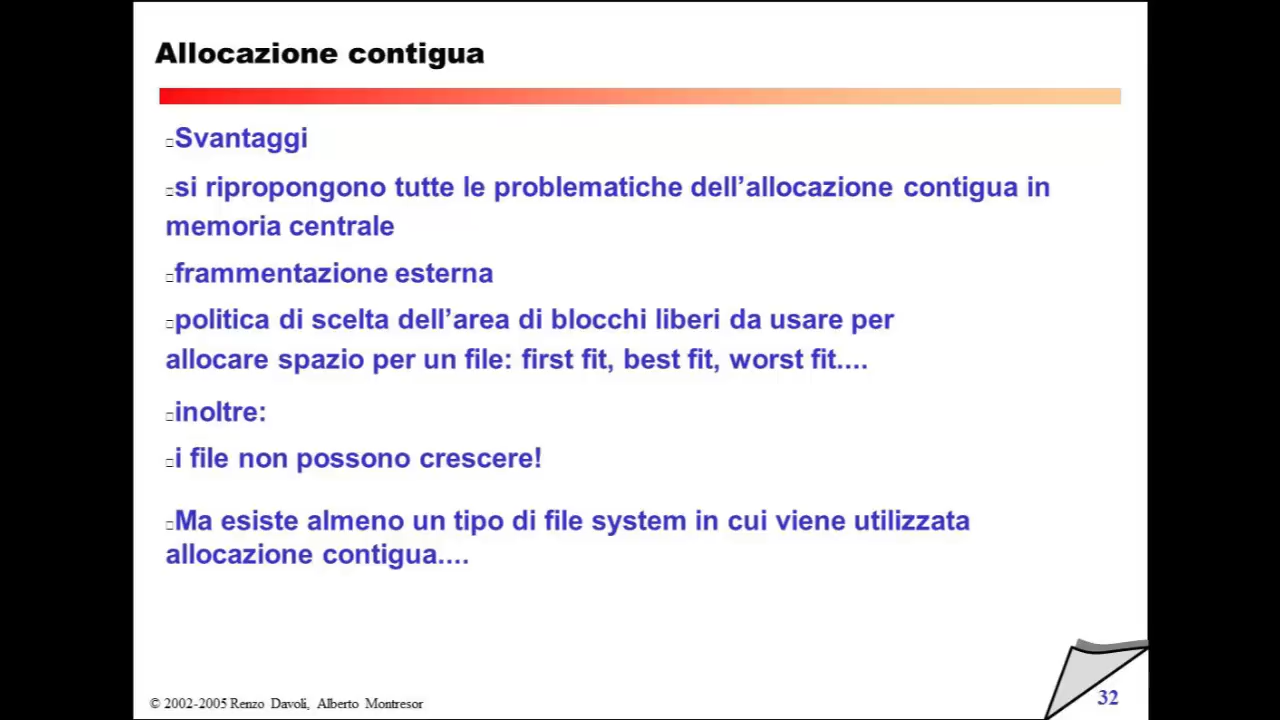 Allocazione contigua
Svantaggi
si ripropongono tutte le problematiche dell’allocazione contigua in
memoria centrale
frammentazione esterna
politica di scelta dell’area di blocchi liberi da usare per
allocare spazio per un file: first fit, best fit, worst fit....
inoltre:
i file non possono crescere!
Ma esiste almeno un tipo di file system in cui viene utilizzata
allocazione contigua....
© 2002-2005 Renzo Davoli, Alberto Montresor
32